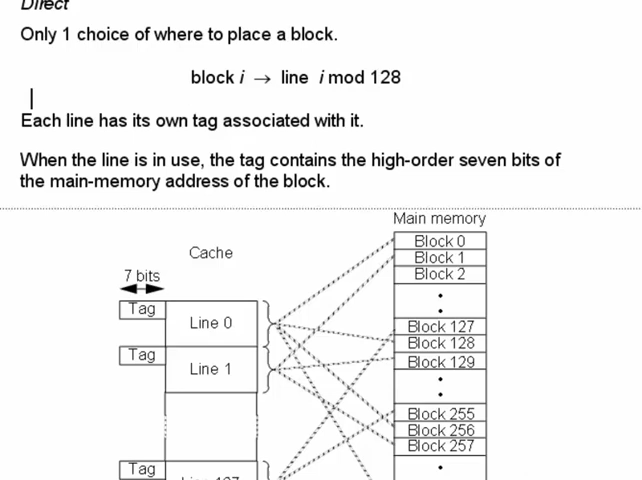 Direct
Only 1 choice of where to place a block.
block i → line i mod 128
Each line has its own tag associated with it.
When the line is in use, the tag contains the high-order seven bits of
the main-memory address of the block.
Main memory
Cache
7 bits
Tag
Line 0
Tag
Line 1
Tag
Line 127
Block 0
Block 1
Block 2
Block 127
Block 128
Block 129
Block 255
Block 256
Block 257